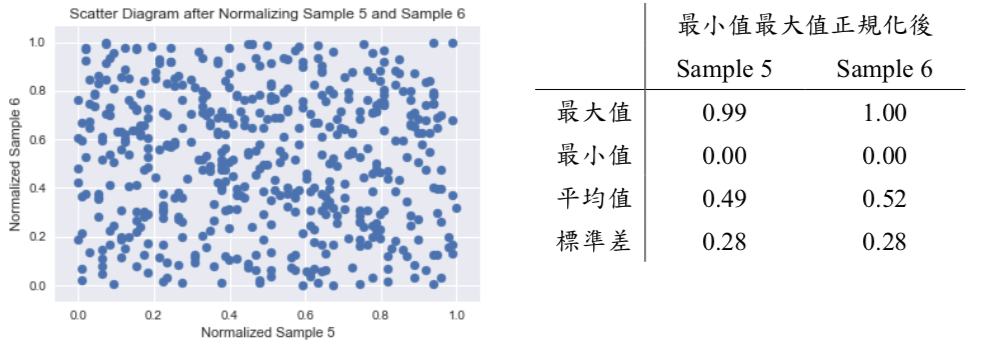 Scatter Diagram after Normalizing Sample 5 and Sample 6
1.0
0.8
0.6
0.4
0.2
0.0
Normalized Sample 6
0.0 0.2 0.4 0.6 0.8 1.0
Normalized Sample 5
最小值最大值正規化後
Sample 5 Sample 6
最大值 0.99 1.00
最小值 0.00 0.00
平均值 0.49 0.52
標準差 0.28 0.28